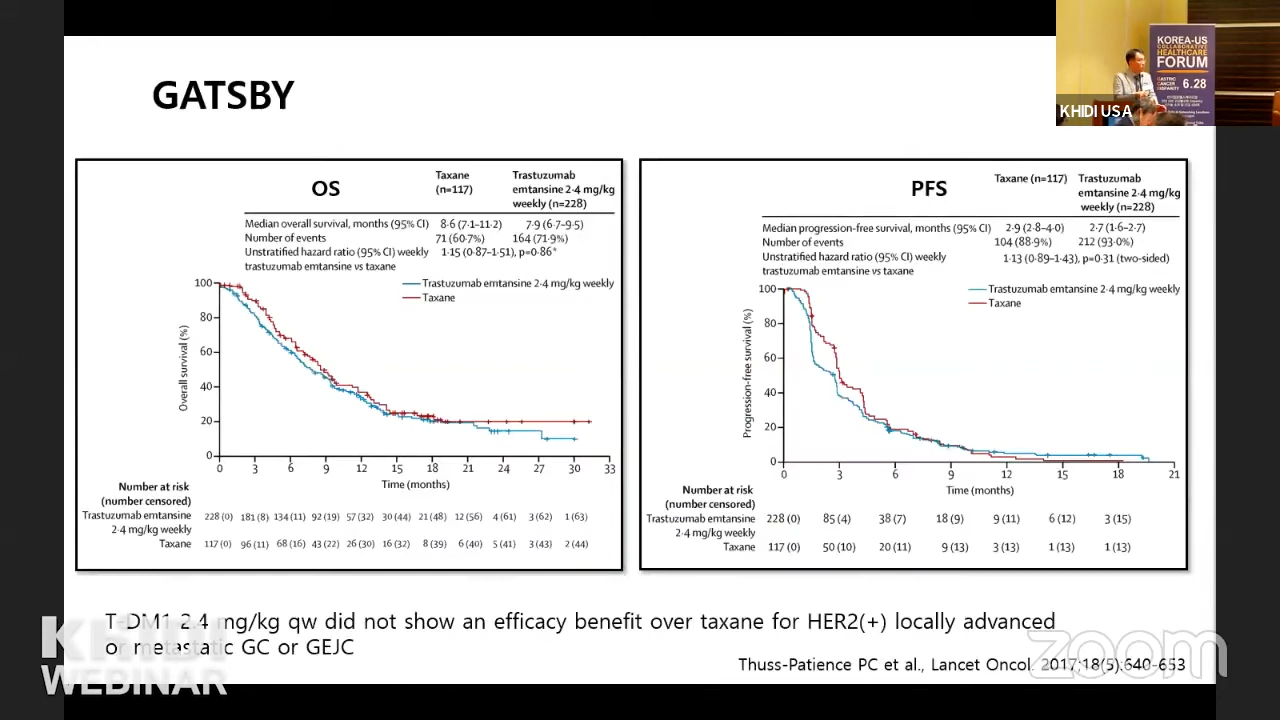 GATSBY
KOREA-US
COLLABORATIVE
HEALTHCARE
FORUM
GASTRIC
CANCER
DISPARITY
6.28
KHIDI USA
OS
Taxane
(n=117)
Trastuzumab
emtansine 2·4 mg/kg
weekly (n=228)
Median overall survival, months (95% CI) 8·6 (7·1–11·2) 7·9 (6·7–9·5)
Number of events 71 (60·7%) 164 (71·9%)
Unstratified hazard ratio (95% CI) weekly 1·15 (0·87–1·51), p=0·86*
trastuzumab emtansine vs taxane
Trastuzumab emtansine 2·4 mg/kg weekly
Taxane
Overall survival (%)
100
80
60
40
20
0
0 3 6 9 12 15 18 21 24 27 30 33
Time (months)
Number at risk
(number censored)
Trastuzumab emtansine 228 (0) 181 (8) 134 (11) 92 (19) 57 (32) 30 (44) 21 (48) 12 (56) 4 (61) 3 (62) 1 (63)
2·4 mg/kg weekly
Taxane 117 (0) 96 (11) 68 (16) 43 (22) 26 (30) 16 (32) 8 (39) 6 (40) 5 (41) 3 (43) 2 (44)
PFS
Taxane (n=117)
Trastuzumab
emtansine 2·4 mg/kg
weekly (n=228)
Median progression-free survival, months (95% CI) 2·9 (2·8–4·0) 2·7 (1·6–2·7)
Number of events 104 (88·9%) 212 (93·0%)
Unstratified hazard ratio (95% CI) weekly 1·13 (0·89–1·43), p=0·31 (two-sided)
trastuzumab emtansine vs taxane
Trastuzumab emtansine 2·4 mg/kg weekly
Taxane
Progression-free survival (%)
100
80
60
40
20
0
0 3 6 9 12 15 18 21
Time (months)
Number at risk
(number censored)
Trastuzumab emtansine 228 (0) 85 (4) 38 (7) 18 (9) 9 (11) 6 (12) 3 (15)
2·4 mg/kg weekly
Taxane 117 (0) 50 (10) 20 (11) 9 (13) 3 (13) 1 (13) 1 (13)
T-DM1 2.4 mg/kg qw did not show an efficacy benefit over taxane for HER2(+) locally advanced
or metastatic GC or GEJC
Thuss-Patience PC et al., Lancet Oncol. 2017;18(5):640-653
KHIDI
WEBINAR
zoom